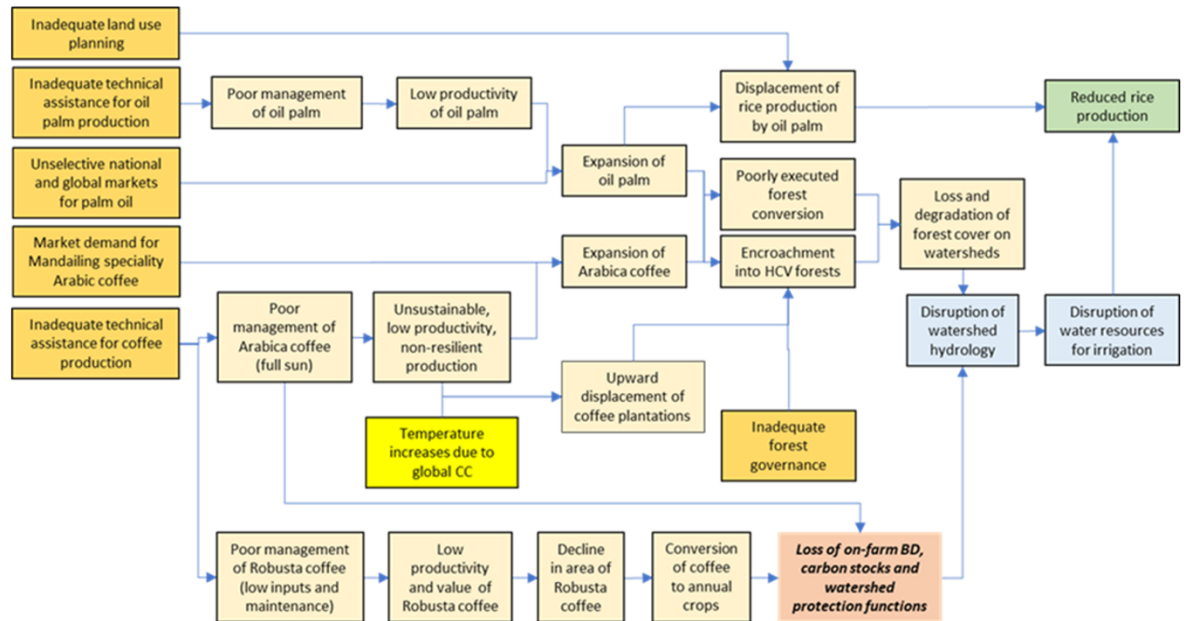 Inadequate land use
planning
Inadequate technical
assistance for oil
palm production
Poor management
of oil palm
Low productivity
of oil palm
Displacement of
rice production
by oil palm
Reduced rice
production
Unselective national
and global markets
for palm oil
Expansion of
oil palm
Poorly executed
forest
conversion
Loss and
degradation of
forest cover on
watersheds
Market demand for
Mandailing speciality
Arabic coffee
Expansion of
Arabica coffee
Encroachment
into HCV forests
Inadequate technical
assistance for coffee
production
Poor
management of
Arabica coffee
(full sun)
Unsustainable,
low productivity,
non-resilient
production
Disruption of
watershed
hydrology
Disruption of
water resources
for irrigation
Upward
displacement of
coffee plantations
Temperature
increases due to
global CC
Inadequate
forest
governance
Poor management
of Robusta coffee
(low inputs and
maintenance)
Low
productivity
and value of
Robusta coffee
Decline
in area of
Robusta
coffee
Conversion
of coffee
to annual
crops
Loss of on-farm BD,
carbon stocks and
watershed
protection functions